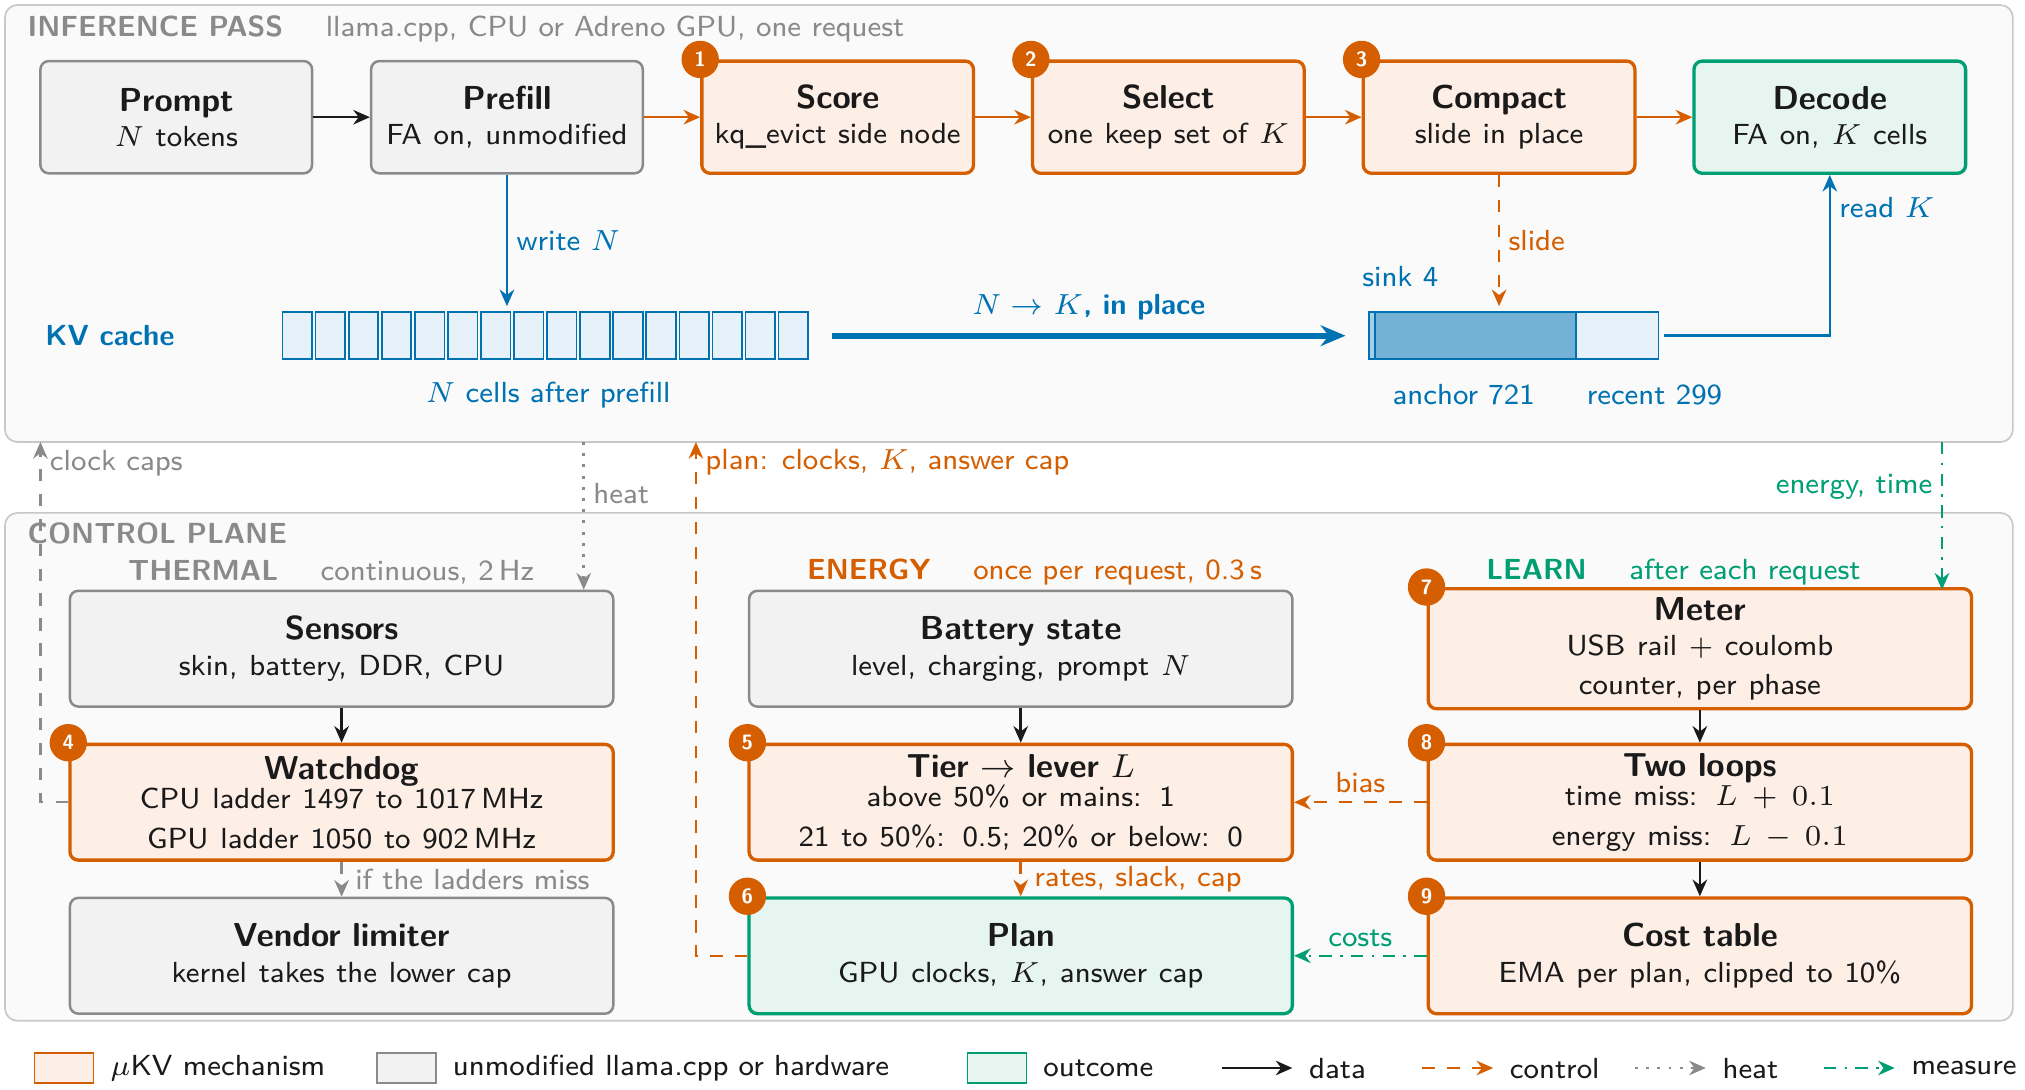 INFERENCE PASS llama.cpp, CPU or Adreno GPU, one request
1
2
3
Prompt
N tokens
Prefill
FA on, unmodified
Score
kq_evict side node
Select
one keep set of K
Compact
slide in place
Decode
FA on, K cells
write N
slide
read K
sink 4
KV cache
N → K, in place
N cells after prefill
anchor 721
recent 299
clock caps
heat
plan: clocks, K, answer cap
energy, time
CONTROL PLANE
THERMAL continuous, 2 Hz
ENERGY once per request, 0.3 s
LEARN after each request
Sensors
skin, battery, DDR, CPU
Battery state
level, charging, prompt N
7
Meter
USB rail + coulomb
counter, per phase
4
Watchdog
CPU ladder 1497 to 1017 MHz
GPU ladder 1050 to 902 MHz
5
Tier → lever L
above 50% or mains: 1
21 to 50%: 0.5; 20% or below: 0
bias
8
Two loops
time miss: L + 0.1
energy miss: L − 0.1
if the ladders miss
rates, slack, cap
Vendor limiter
kernel takes the lower cap
6
Plan
GPU clocks, K, answer cap
costs
9
Cost table
EMA per plan, clipped to 10%
μKV mechanism
unmodified llama.cpp or hardware
outcome
data
control
heat
measure